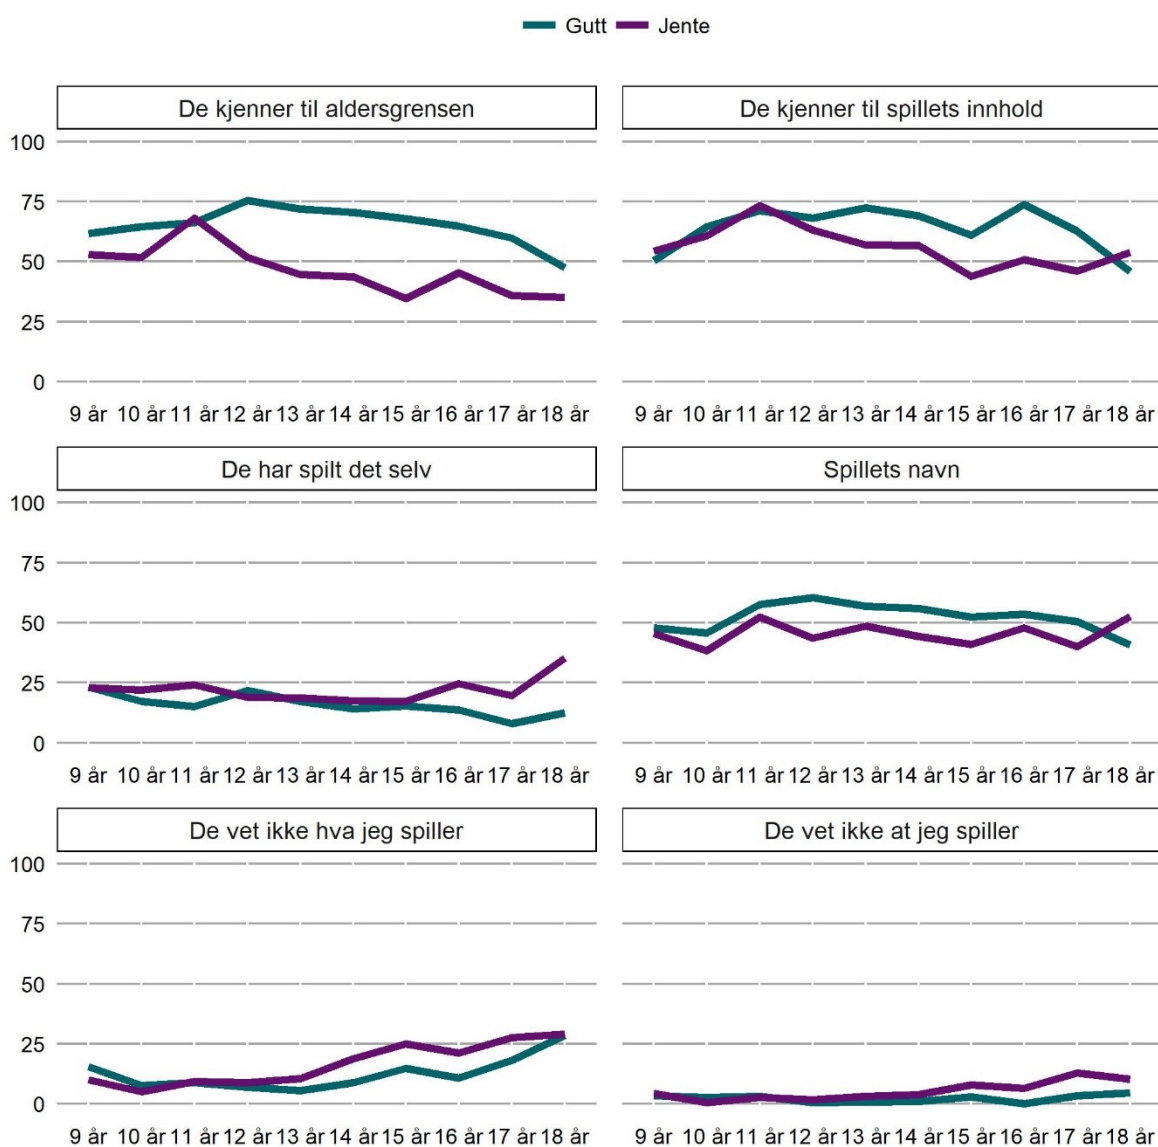 Gutt Jente
De kjenner til aldersgrensen
De kjenner til spillets innhold
100
75
50
25
0
9 år 10 år 11 år 12 år 13 år 14 år 15 år 16 år 17 år 18 år
9 år 10 år 11 år 12 år 13 år 14 år 15 år 16 år 17 år 18 år
De har spilt det selv
Spillets navn
100
75
50
25
0
9 år 10 år 11 år 12 år 13 år 14 år 15 år 16 år 17 år 18 år
9 år 10 år 11 år 12 år 13 år 14 år 15 år 16 år 17 år 18 år
De vet ikke hva jeg spiller
De vet ikke at jeg spiller
100
75
50
25
0
9 år 10 år 11 år 12 år 13 år 14 år 15 år 16 år 17 år 18 år
9 år 10 år 11 år 12 år 13 år 14 år 15 år 16 år 17 år 18 år